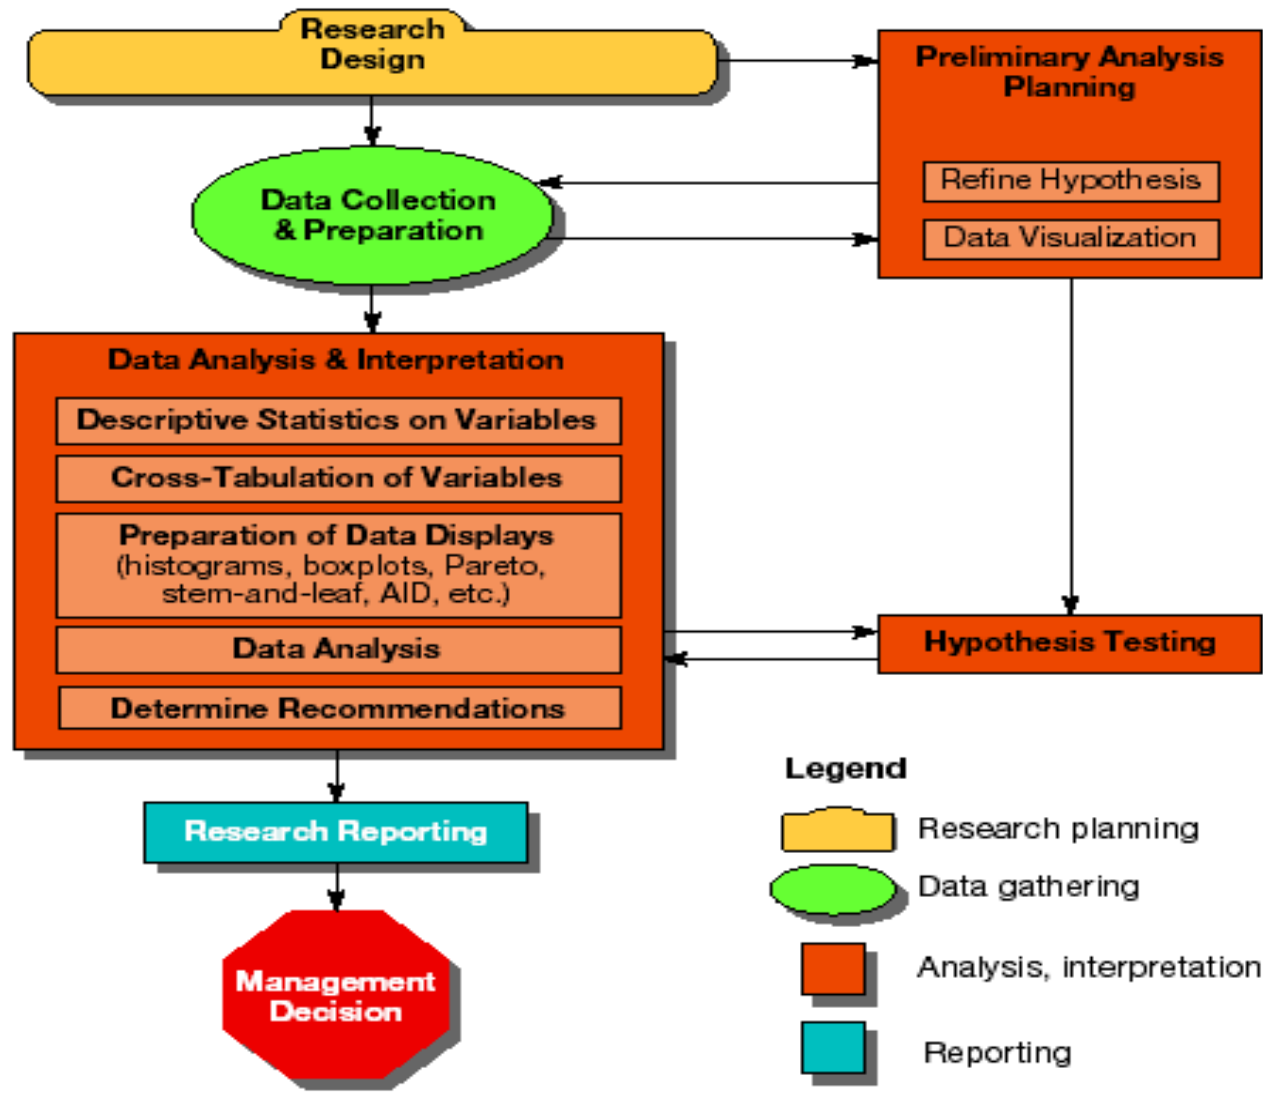 Research
Design
Preliminary Analysis
Planning
Refine Hypothesis
Data Visualization
Data Collection
& Preparation
Data Analysis & Interpretation
Descriptive Statistics on Variables
Cross-Tabulation of Variables
Preparation of Data Displays
(histograms, boxplots, Pareto,
stem-and-leaf, AID, etc.)
Data Analysis
Determine Recommendations
Hypothesis Testing
Research Reporting
Management
Decision
Legend
Research planning
Data gathering
Analysis, interpretation
Reporting